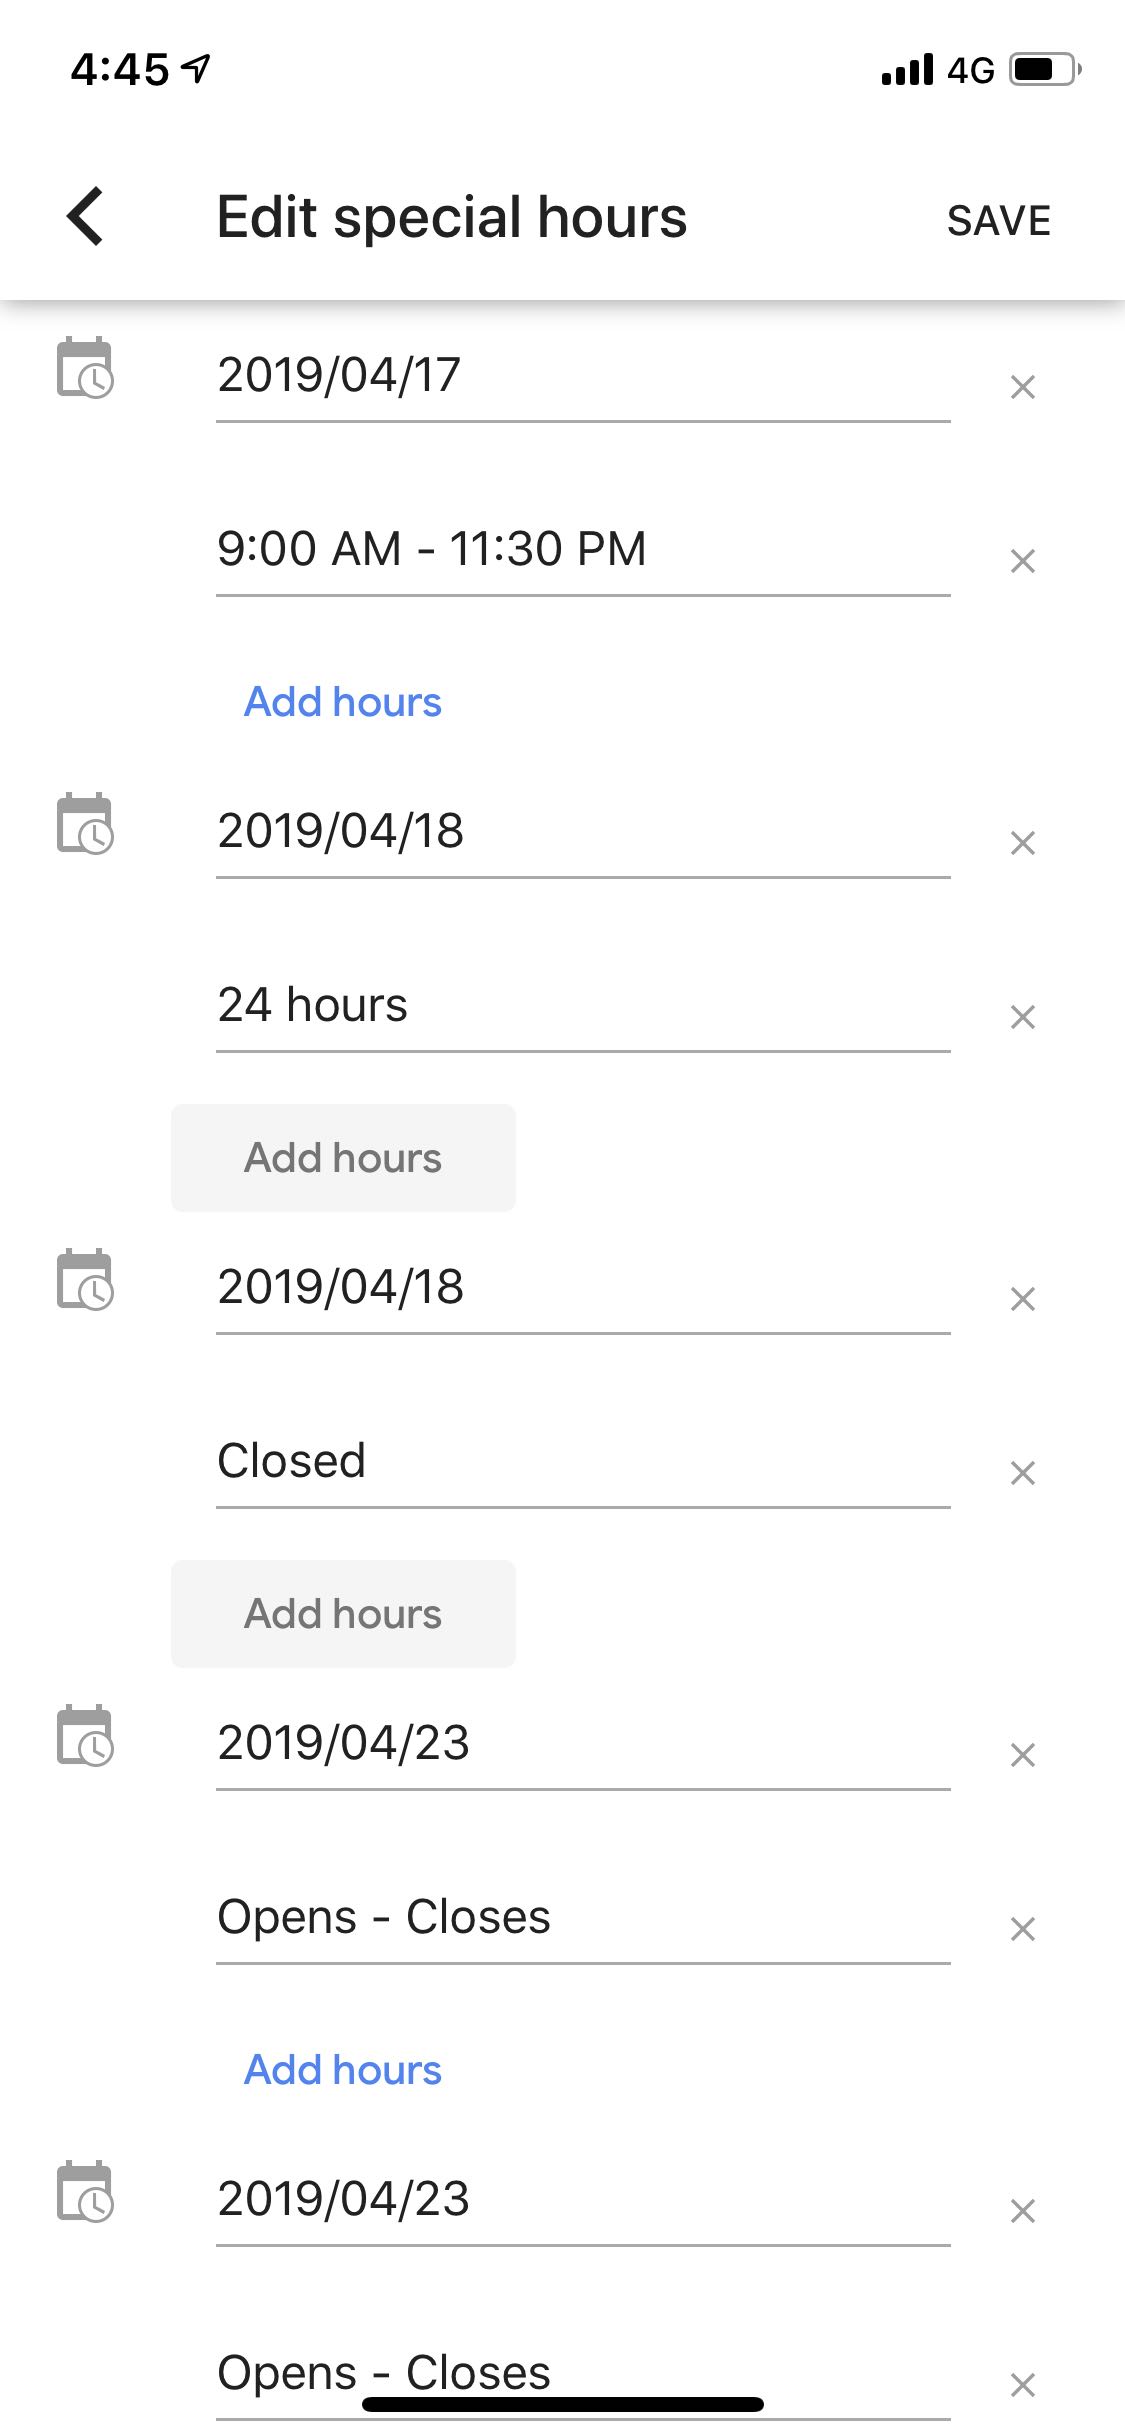 4:45
4G
Edit special hours
SAVE
2019/04/17
9:00 AM - 11:30 PM
Add hours
2019/04/18
24 hours
Add hours
2019/04/18
Closed
Add hours
2019/04/23
Opens - Closes
Add hours
2019/04/23
Opens - Closes